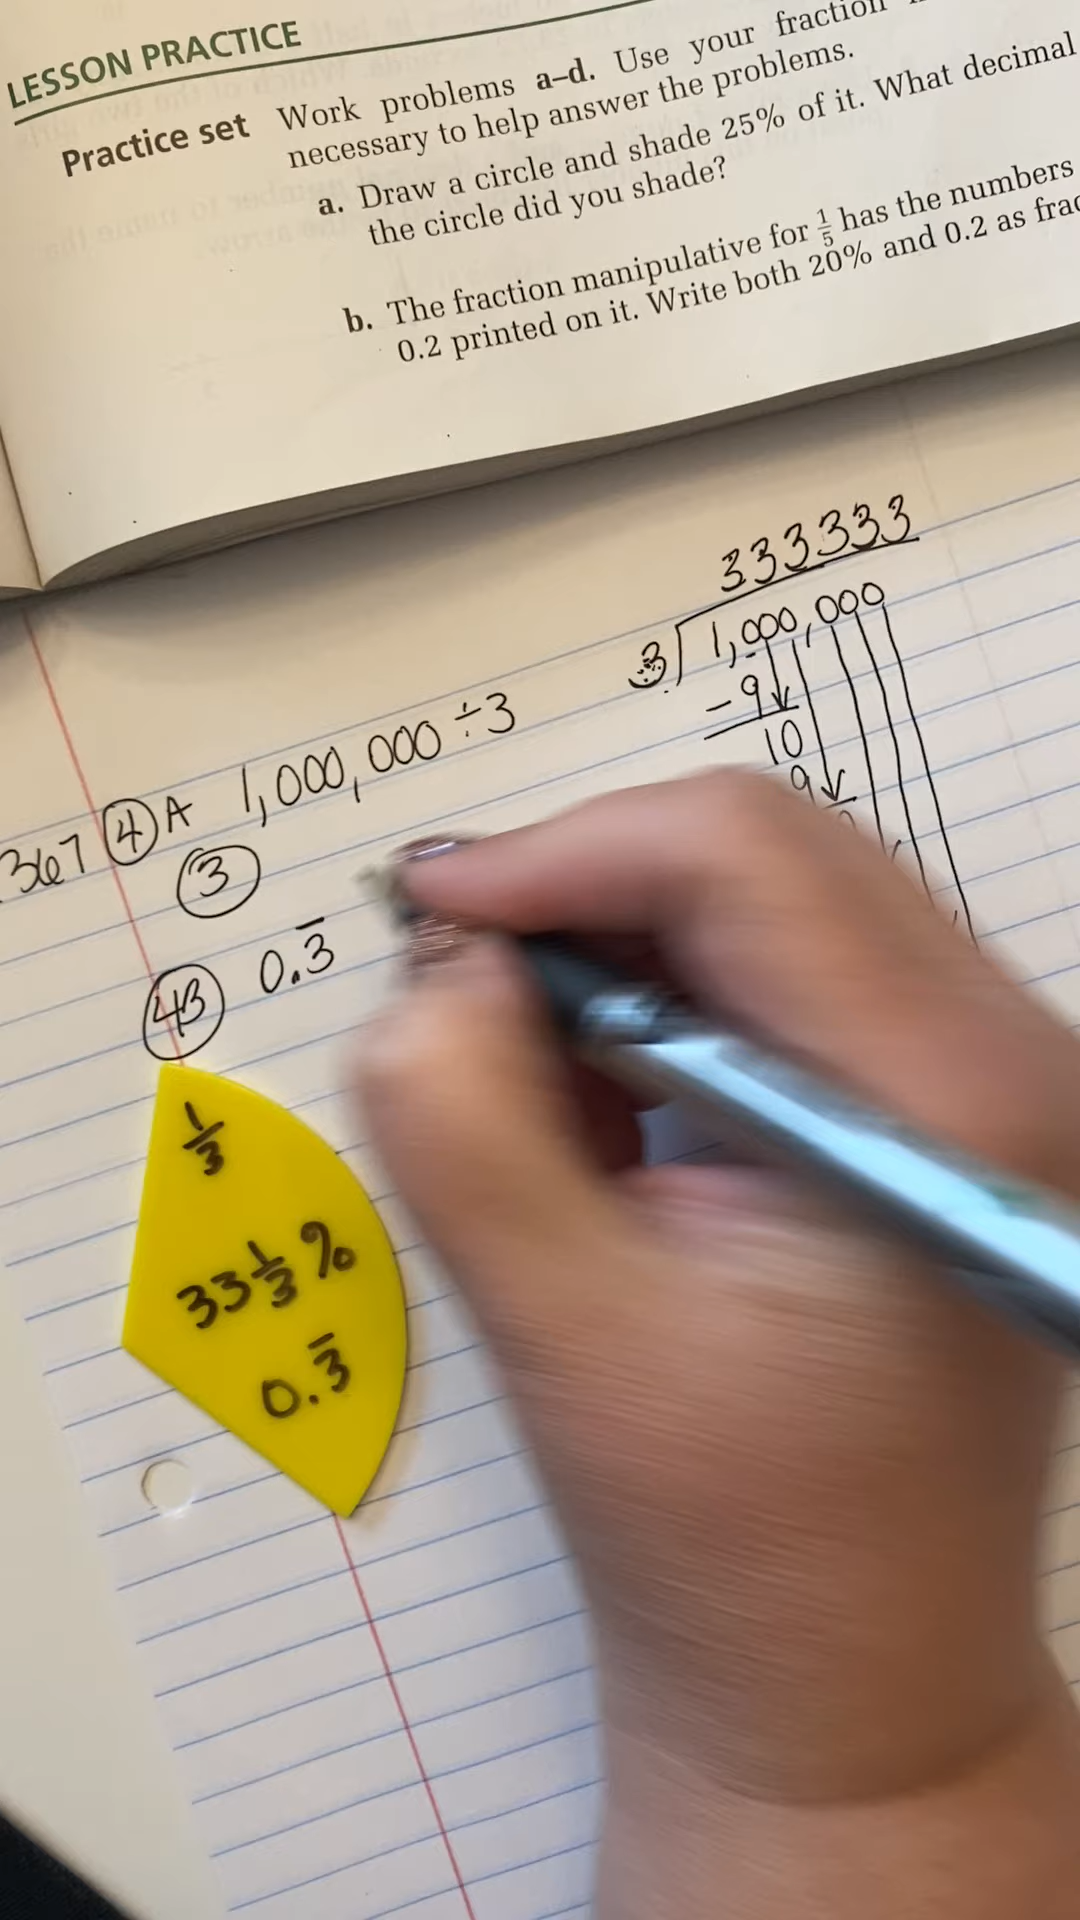 LESSON PRACTICE
Practice set Work problems a–d. Use your fraction
necessary to help answer the problems.
a. Draw a circle and shade 25% of it. What decimal
the circle did you shade?
b. The fraction manipulative for 1/5 has the numbers
0.2 printed on it. Write both 20% and 0.2 as
333333
3 1,000,000
- 9
10
9
367 4 A 1,000,000 ÷ 3
3
4B 0.3̅
1/3
33 1/3 %
0.3̅